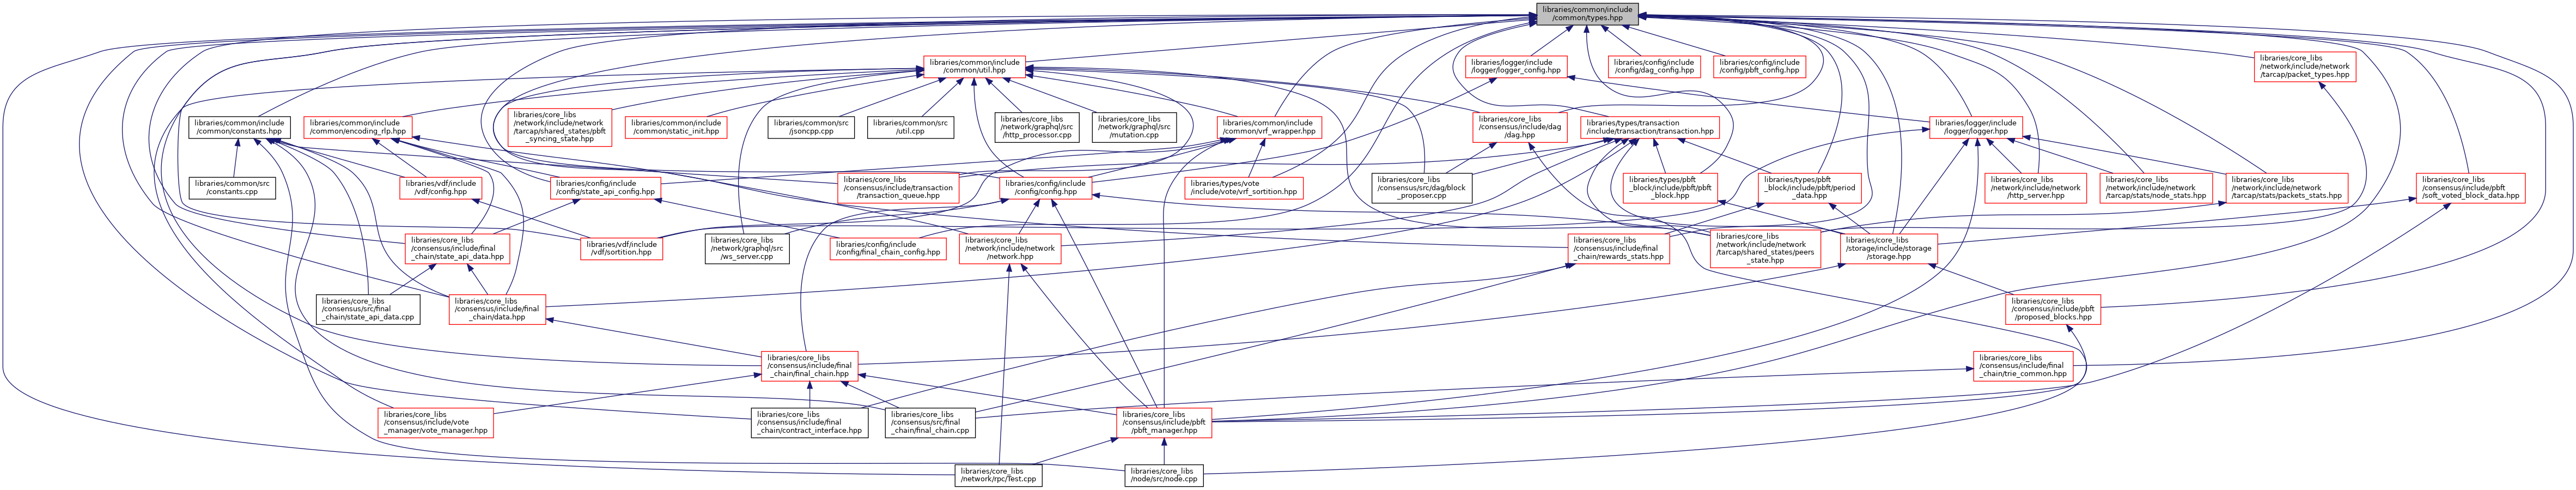 libraries/common/include
/common/types.hpp
libraries/common/include
/common/util.hpp
libraries/logger/include
/logger/logger_config.hpp
libraries/config/include
/config/dag_config.hpp
libraries/config/include
/config/pbft_config.hpp
libraries/core_libs
/network/include/network
/tarcap/packet_types.hpp
libraries/common/include
/common/constants.hpp
libraries/common/include
/common/encoding_rlp.hpp
libraries/core_libs
/network/include/network
/tarcap/shared_states/pbft
_syncing_state.hpp
libraries/common/include
/common/static_init.hpp
libraries/common/src
/jsoncpp.cpp
libraries/common/src
/util.cpp
libraries/core_libs
/network/graphql/src
/http_processor.cpp
libraries/core_libs
/network/graphql/src
/mutation.cpp
libraries/common/include
/common/vrf_wrapper.hpp
libraries/core_libs
/consensus/include/dag
/dag.hpp
libraries/types/transaction
/include/transaction/transaction.hpp
libraries/logger/include
/logger/logger.hpp
libraries/common/src
/constants.cpp
libraries/vdf/include
/vdf/config.hpp
libraries/config/include
/config/state_api_config.hpp
libraries/core_libs
/consensus/include/transaction
/transaction_queue.hpp
libraries/config/include
/config/config.hpp
libraries/types/vote
/include/vote/vrf_sortition.hpp
libraries/core_libs
/consensus/src/dag/block
_proposer.cpp
libraries/types/pbft
_block/include/pbft/pbft
_block.hpp
libraries/types/pbft
_block/include/pbft/period
_data.hpp
libraries/core_libs
/network/include/network
/http_server.hpp
libraries/core_libs
/network/include/network
/tarcap/stats/node_stats.hpp
libraries/core_libs
/network/include/network
/tarcap/stats/packets_stats.hpp
libraries/core_libs
/consensus/include/pbft
/soft_voted_block_data.hpp
libraries/core_libs
/consensus/include/final
_chain/state_api_data.hpp
libraries/vdf/include
/vdf/sortition.hpp
libraries/core_libs
/network/graphql/src
/ws_server.cpp
libraries/config/include
/config/final_chain_config.hpp
libraries/core_libs
/network/include/network
/network.hpp
libraries/core_libs
/consensus/include/final
_chain/rewards_stats.hpp
libraries/core_libs
/network/include/network
/tarcap/shared_states/peers
_state.hpp
libraries/core_libs
/storage/include/storage
/storage.hpp
libraries/core_libs
/consensus/src/final
_chain/state_api_data.cpp
libraries/core_libs
/consensus/include/final
_chain/data.hpp
libraries/core_libs
/consensus/include/pbft
/proposed_blocks.hpp
libraries/core_libs
/consensus/include/final
_chain/final_chain.hpp
libraries/core_libs
/consensus/include/final
_chain/trie_common.hpp
libraries/core_libs
/consensus/include/vote
_manager/vote_manager.hpp
libraries/core_libs
/consensus/include/final
_chain/contract_interface.hpp
libraries/core_libs
/consensus/src/final
_chain/final_chain.cpp
libraries/core_libs
/consensus/include/pbft
/pbft_manager.hpp
libraries/core_libs
/network/rpc/Test.cpp
libraries/core_libs
/node/src/node.cpp